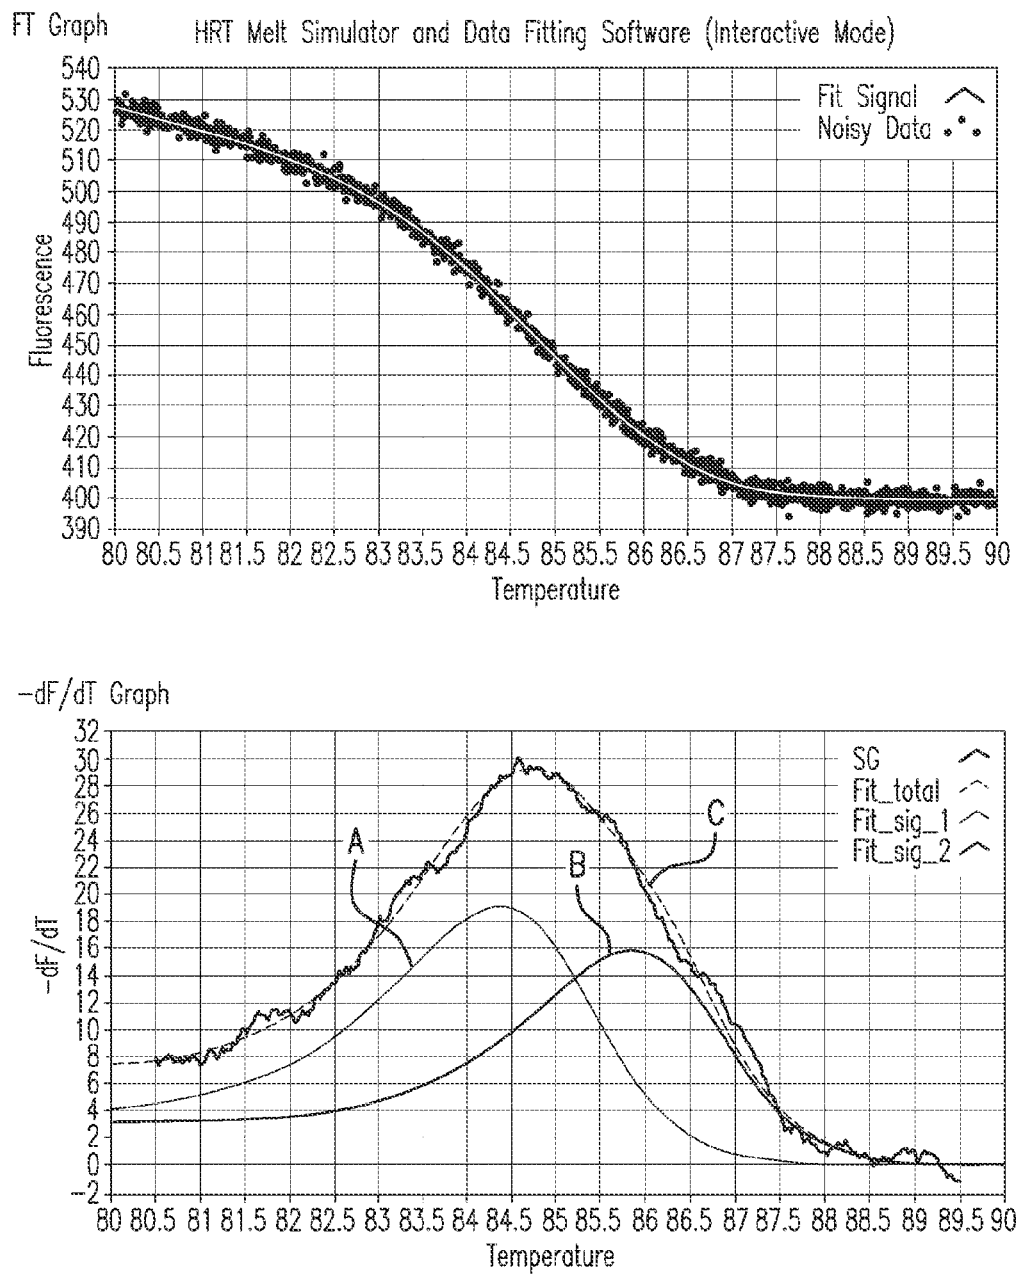 FT Graph
HRT Melt Simulator and Data Fitting Software (Interactive Mode)
540
530
520
510
500
490
480
470
460
450
440
430
420
410
400
390
Fluorescence
Fit Signal
Noisy Data
80 80.5 81 81.5 82 82.5 83 83.5 84 84.5 85 85.5 86 86.5 87 87.5 88 88.5 89 89.5 90
Temperature
-dF/dT Graph
32
30
28
26
24
22
20
18
16
14
12
10
8
6
4
2
0
-2
-dF/dT
SG
Fit_total
Fit_sig_1
Fit_sig_2
A
B
C
80 80.5 81 81.5 82 82.5 83 83.5 84 84.5 85 85.5 86 86.5 87 87.5 88 88.5 89 89.5 90
Temperature